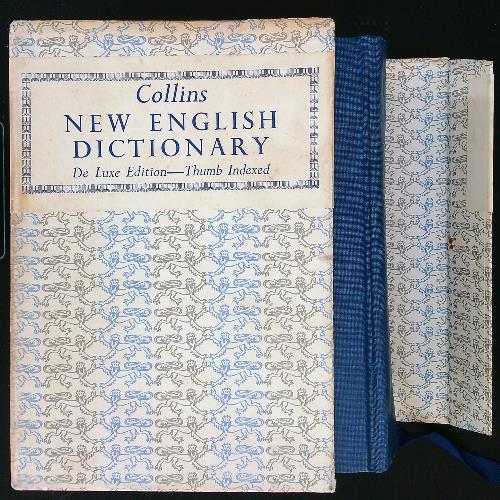 Collins
NEW ENGLISH
DICTIONARY
De Luxe Edition—Thumb Indexed